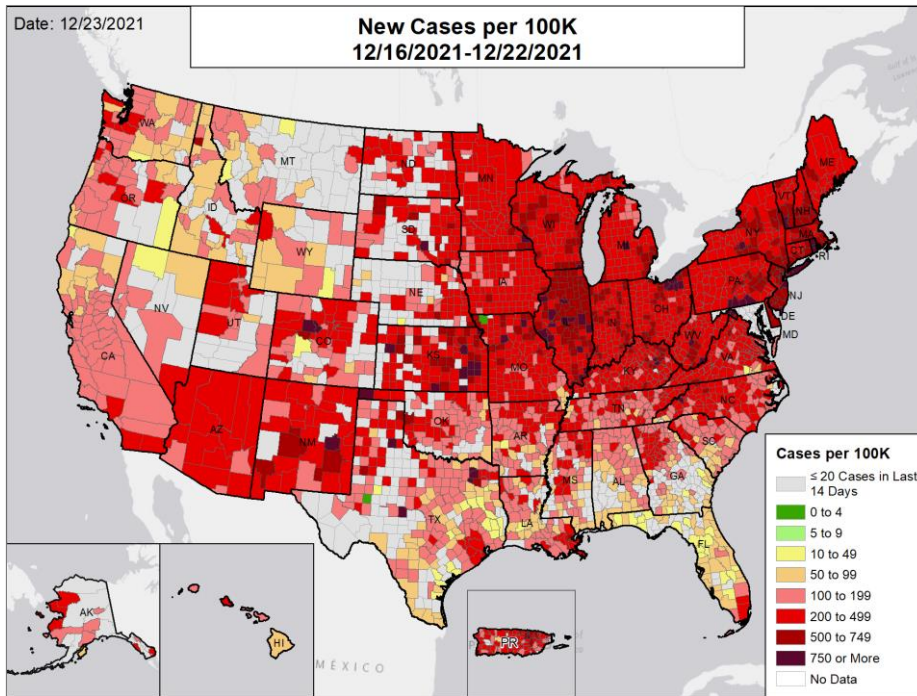 Date: 12/23/2021
New Cases per 100K
12/16/2021-12/22/2021
WA
MT
ND
MN
ME
OR
ID
SD
WI
VT
NH
WY
MI
NY
MA
CT
RI
NE
IA
PA
NJ
NV
UT
OH
DE
CO
IN
MD
CA
KS
MO
WV
VA
KY
AZ
NM
OK
TN
NC
AR
SC
MS
AL
GA
TX
LA
FL
AK
HI
PR
MÉXICO
Cases per 100K
≤ 20 Cases in Last
14 Days
0 to 4
5 to 9
10 to 49
50 to 99
100 to 199
200 to 499
500 to 749
750 or More
No Data